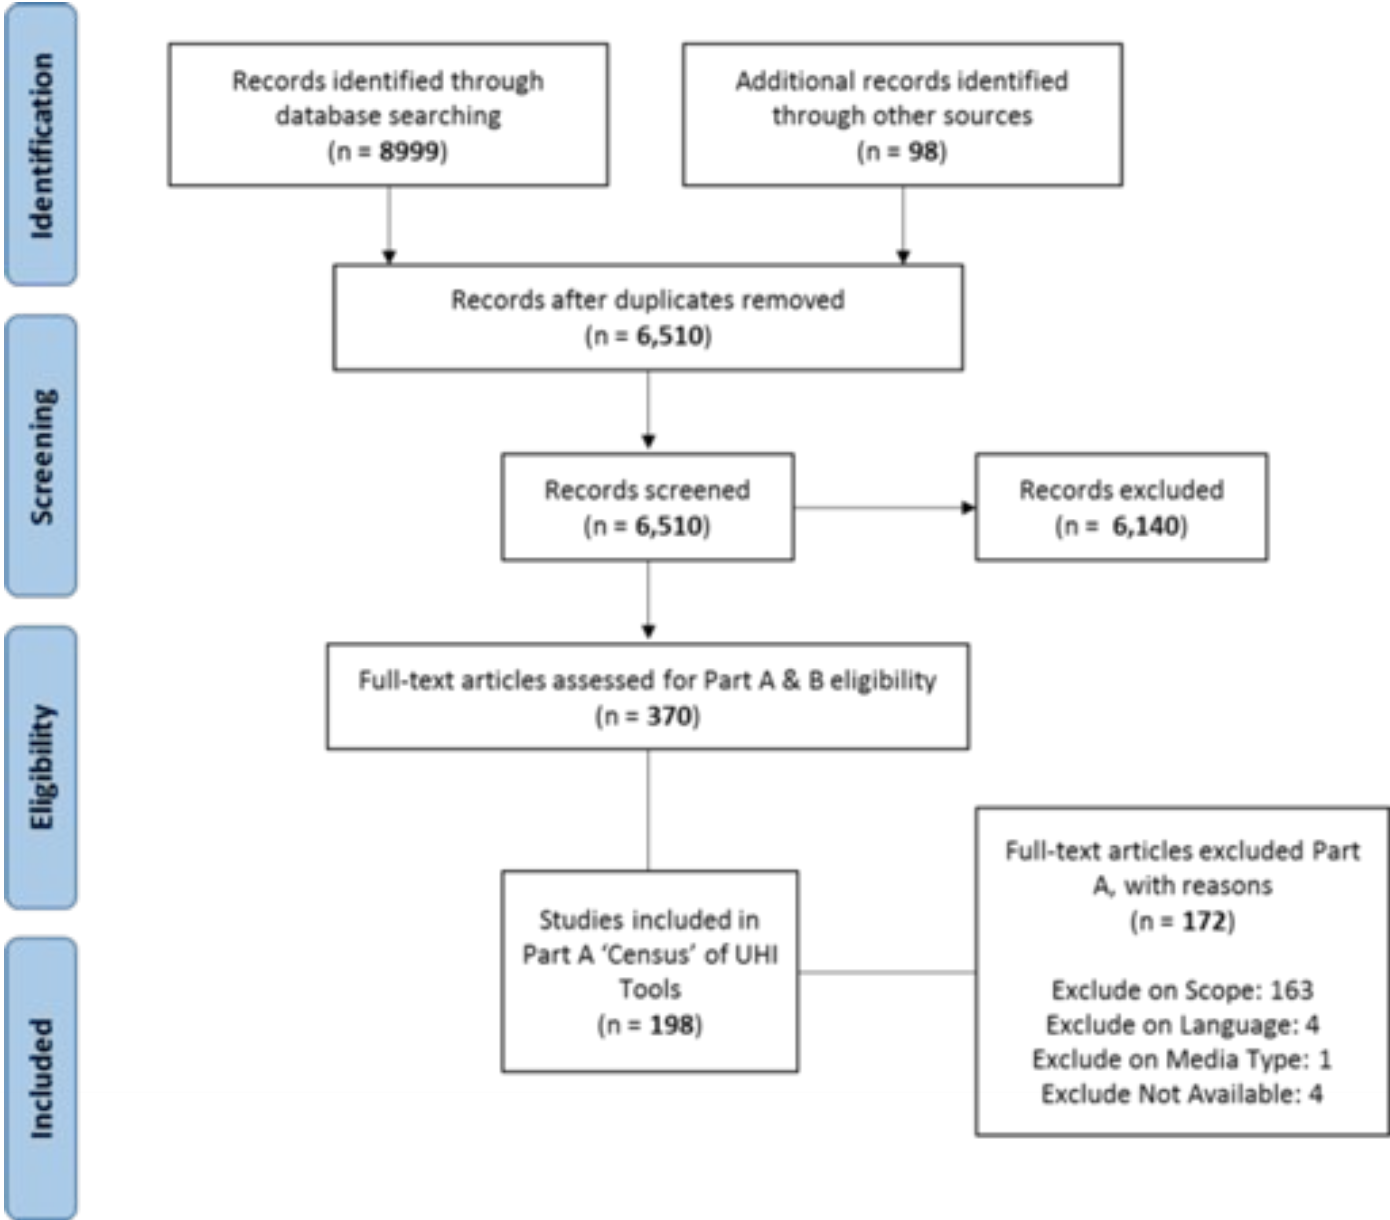 Identification
Records identified through
database searching
(n = 8999)
Additional records identified
through other sources
(n = 98)
Records after duplicates removed
(n = 6,510)
Screening
Records screened
(n = 6,510)
Records excluded
(n = 6,140)
Eligibility
Full-text articles assessed for Part A & B eligibility
(n = 370)
Full-text articles excluded Part
A, with reasons
(n = 172)
Exclude on Scope: 163
Exclude on Language: 4
Exclude on Media Type: 1
Exclude Not Available: 4
Included
Studies included in
Part A ‘Census’ of UHI
Tools
(n = 198)